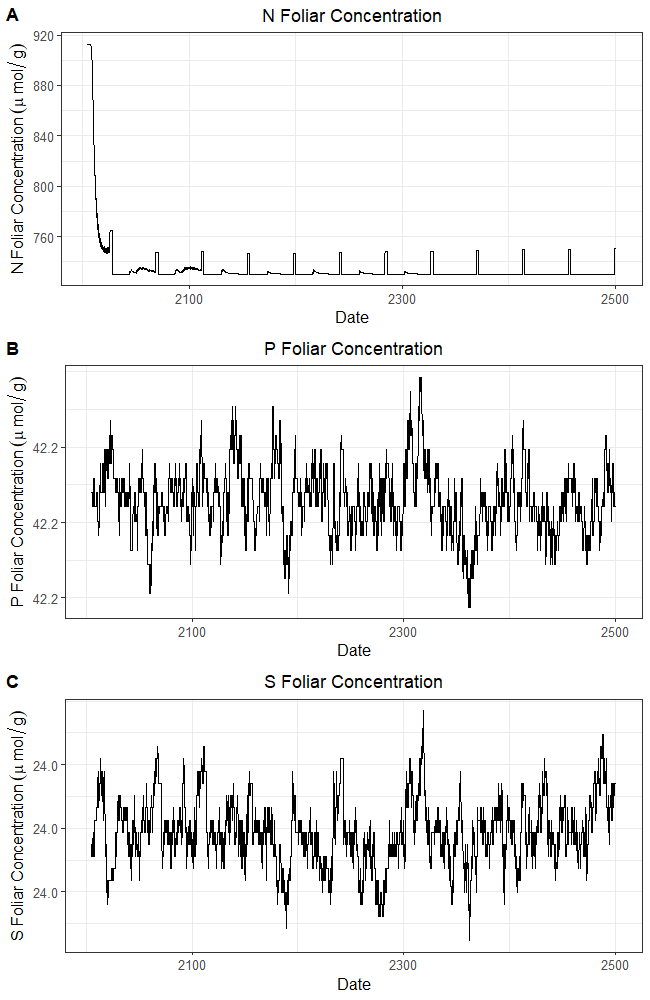 A
N Foliar Concentration
N Foliar Concentration (μ mol/g)
920
880
840
800
760
2100
2300
2500
Date
B
P Foliar Concentration
P Foliar Concentration (μ mol/g)
42.2
42.2
42.2
2100
2300
2500
Date
C
S Foliar Concentration
S Foliar Concentration (μ mol/g)
24.0
24.0
24.0
2100
2300
2500
Date